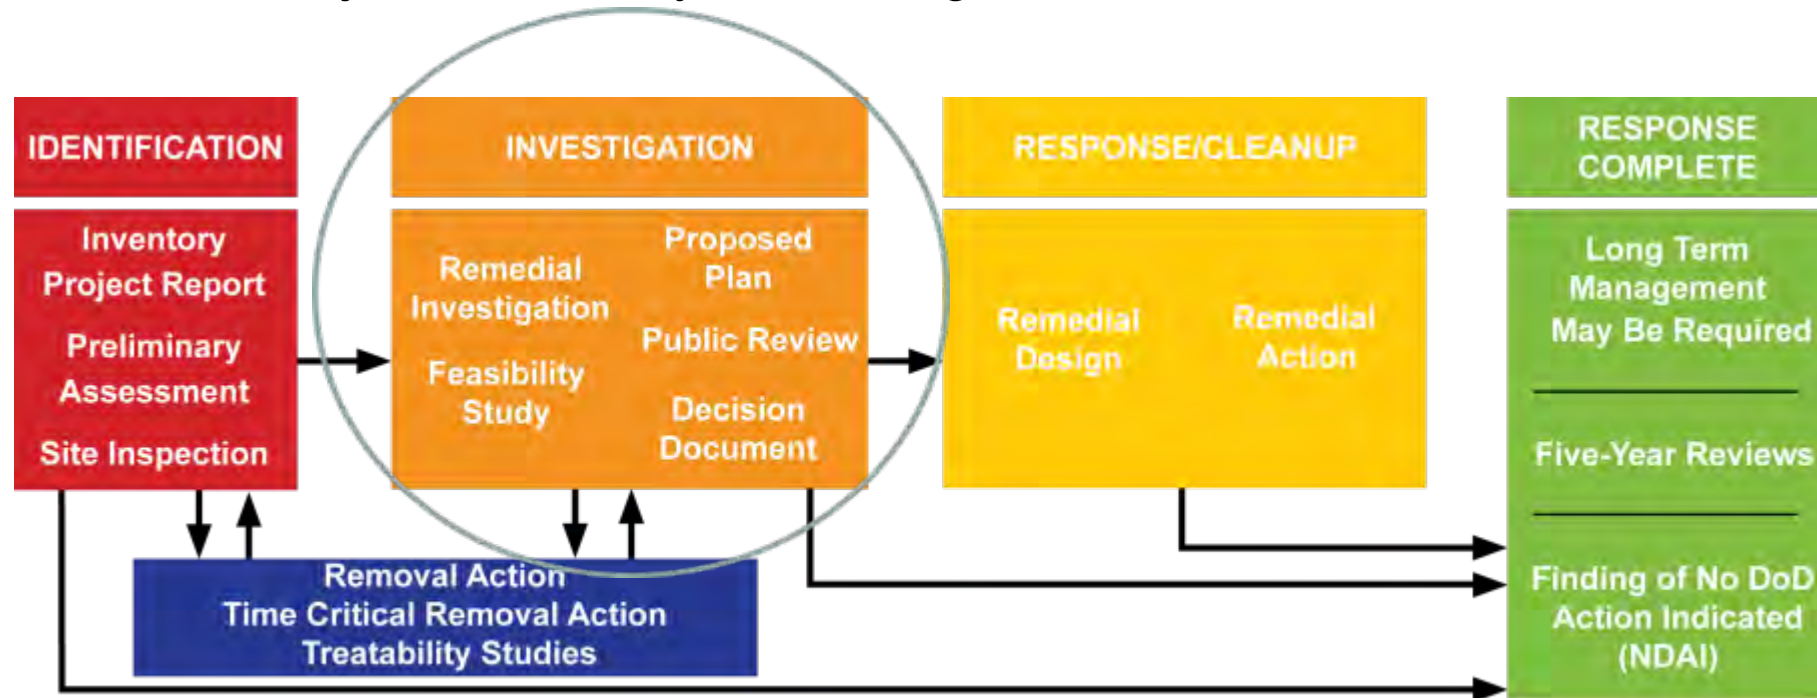 IDENTIFICATION
Inventory
Project Report
Preliminary
Assessment
Site Inspection
INVESTIGATION
Remedial
Investigation
Feasibility
Study
Proposed
Plan
Public Review
Decision
Document
RESPONSE/CLEANUP
Remedial
Design
Remedial
Action
RESPONSE
COMPLETE
Long Term
Management
May Be Required
Five-Year Reviews
Finding of No DoD
Action Indicated
(NDAI)
Removal Action
Time Critical Removal Action
Treatability Studies